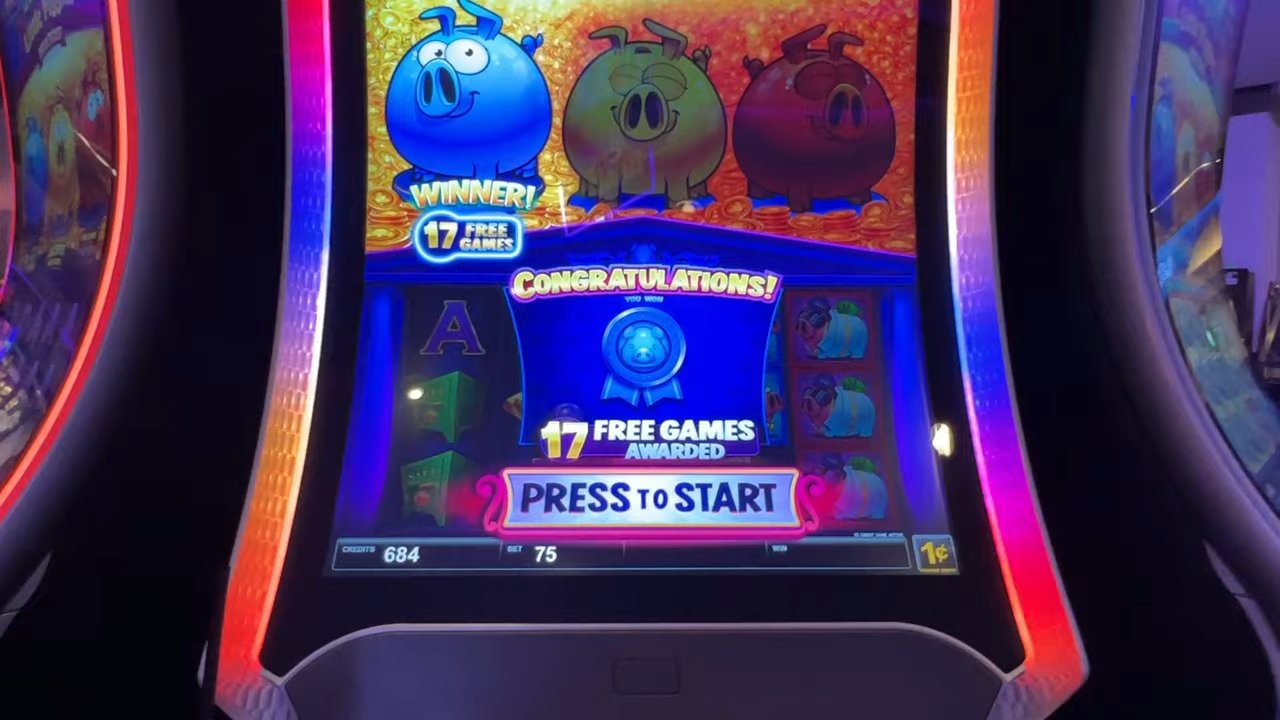 WINNER!
17 FREE GAMES
CONGRATULATIONS!
YOU WON
A
17 FREE GAMES
AWARDED
PRESS TO START
CREDITS 684 BET 75 WIN
1¢